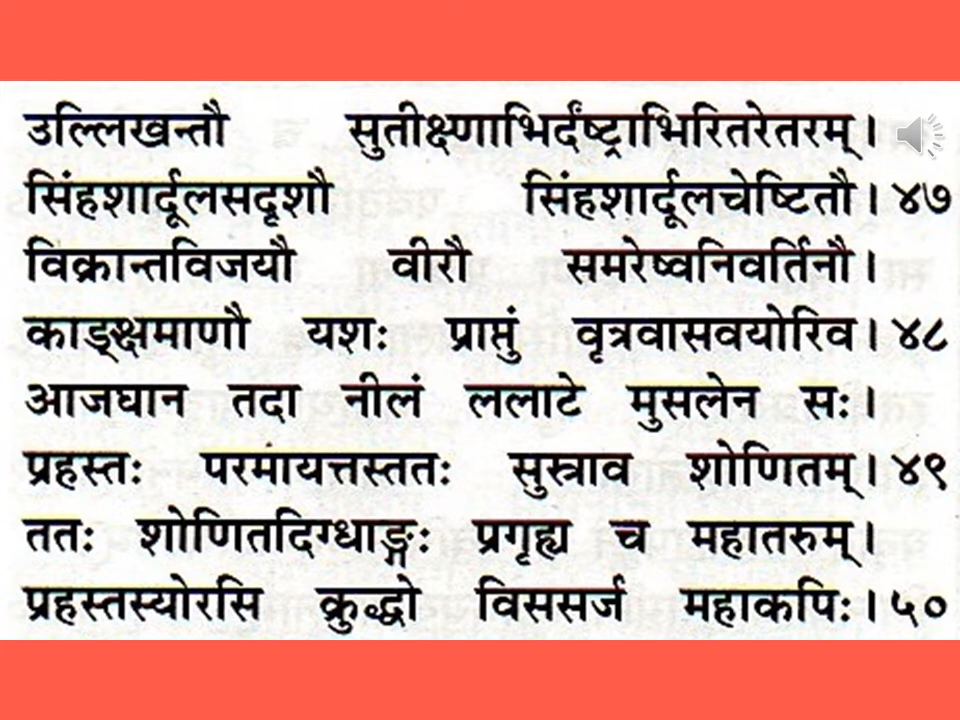 उल्लिखन्तौ सुतीक्ष्णाभिर्दंष्ट्राभिरितरेतरम् ।
सिंहशार्दूलसदृशौ सिंहशार्दूलचेष्टितौ । ४७
विक्रान्तविजयौ वीरौ समरेष्वनिवर्तिनौ ।
काङ्क्षमाणौ यशः प्राप्तुं वृत्रवासवयोरिव । ४८
आजघान तदा नीलं ललाटे मुसलेन सः ।
प्रहस्तः परमायत्तस्ततः सुस्राव शोणितम् । ४९
ततः शोणितदिग्धाङ्गः प्रगृह्य च महातरुम् ।
प्रहस्तस्योरसि क्रुद्धो विससर्ज महाकपिः । ५०